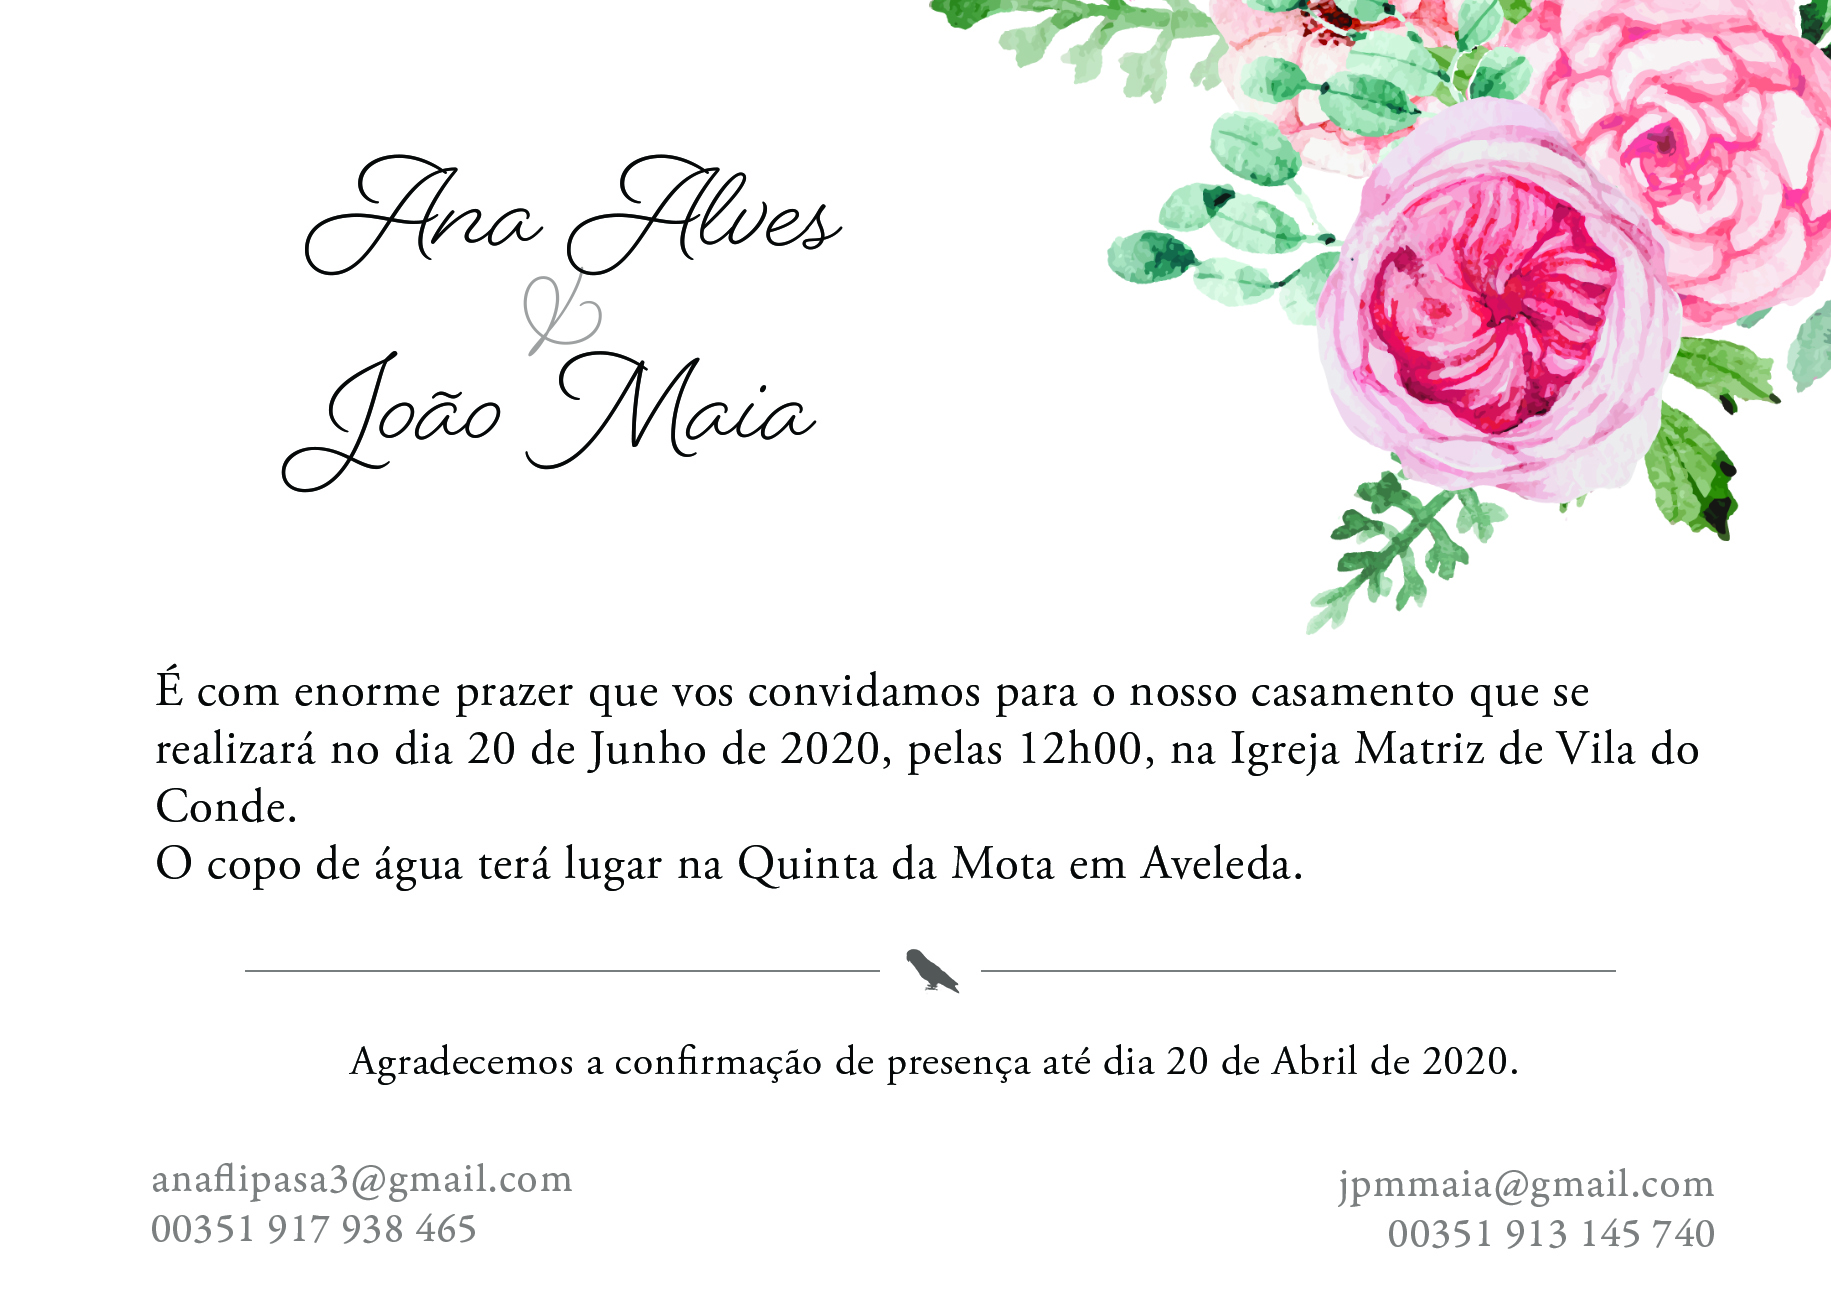 Ana Alves
&
João Maia
É com enorme prazer que vos convidamos para o nosso casamento que se
realizará no dia 20 de Junho de 2020, pelas 12h00, na Igreja Matriz de Vila do
Conde.
O copo de água terá lugar na Quinta da Mota em Aveleda.
Agradecemos a confirmação de presença até dia 20 de Abril de 2020.
anaflipasa3@gmail.com
00351 917 938 465
jpmmaia@gmail.com
00351 913 145 740